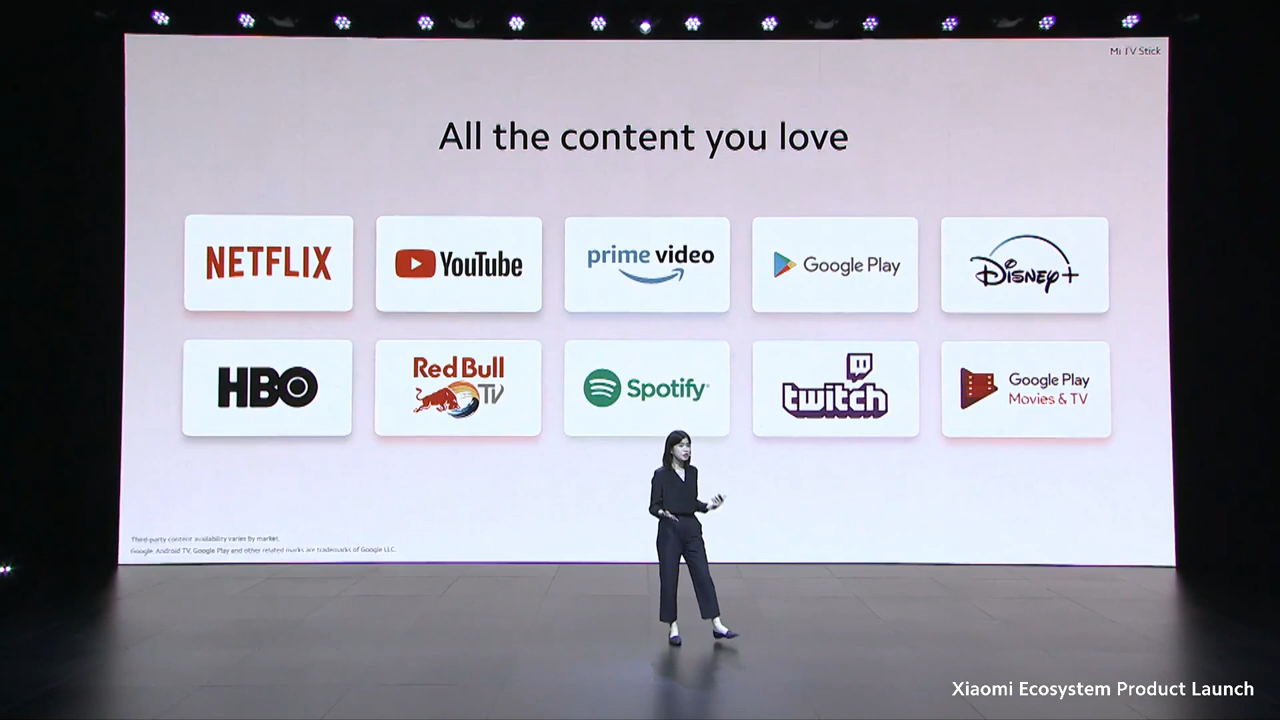 Mi TV Stick
All the content you love
NETFLIX
YouTube
prime video
Google Play
Disney+
HBO
Red Bull
TV
Spotify
twitch
Google Play
Movies & TV
Third-party content availability varies by market.
Google, Android TV, Google Play and other related marks are trademarks of Google LLC.
Xiaomi Ecosystem Product Launch